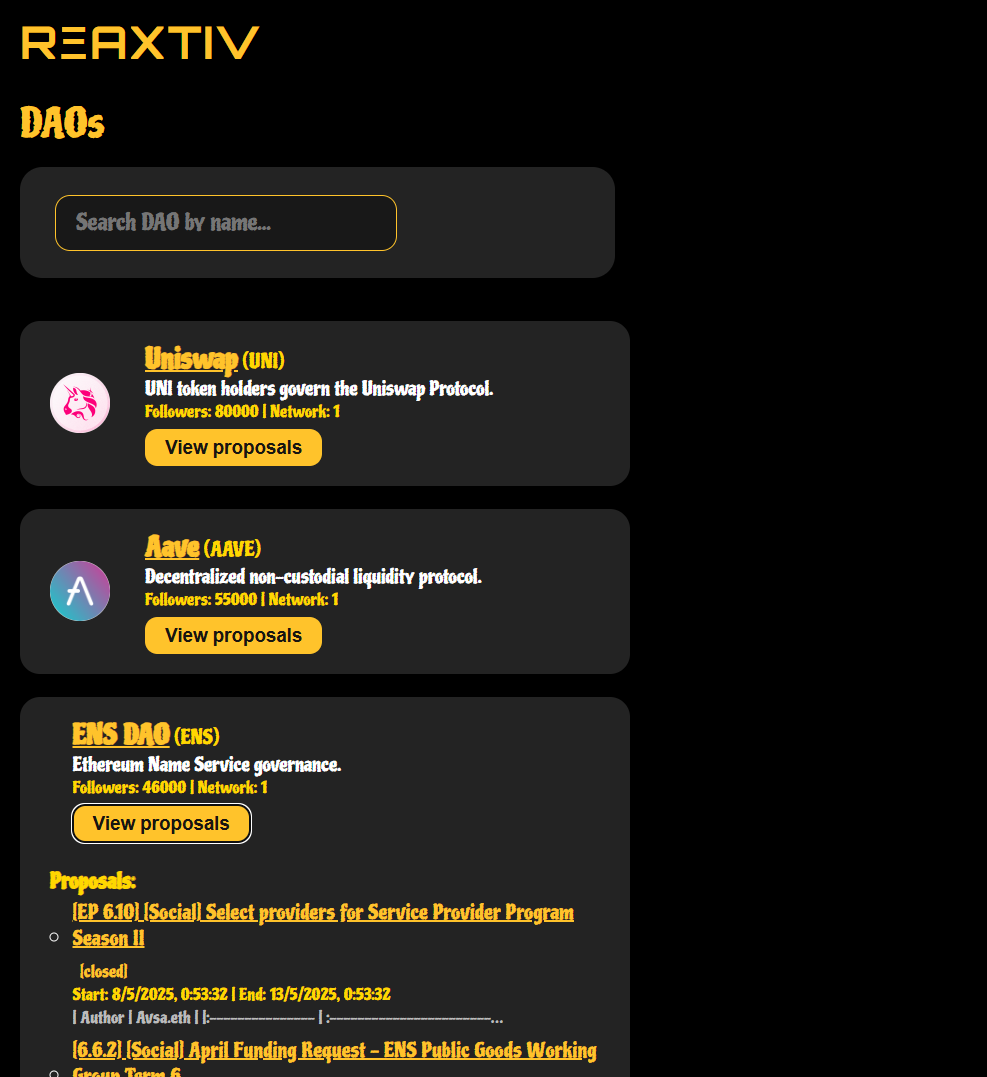 REAXTIV
DAOs
Search DAO by name...
Uniswap (UNI)
UNI token holders govern the Uniswap Protocol.
Followers: 80000 | Network: 1
View proposals
Aave (AAVE)
Decentralized non-custodial liquidity protocol.
Followers: 55000 | Network: 1
View proposals
ENS DAO (ENS)
Ethereum Name Service governance.
Followers: 46000 | Network: 1
View proposals
Proposals:
[EP 6.10] [Social] Select providers for Service Provider Program
Season II
[closed]
Start: 8/5/2025, 0:53:32 | End: 13/5/2025, 0:53:32
| Author | Avsa.eth | |:------------------ | :----------------------------...
[6.6.2] [Social] April Funding Request - ENS Public Goods Working
Group Term 6